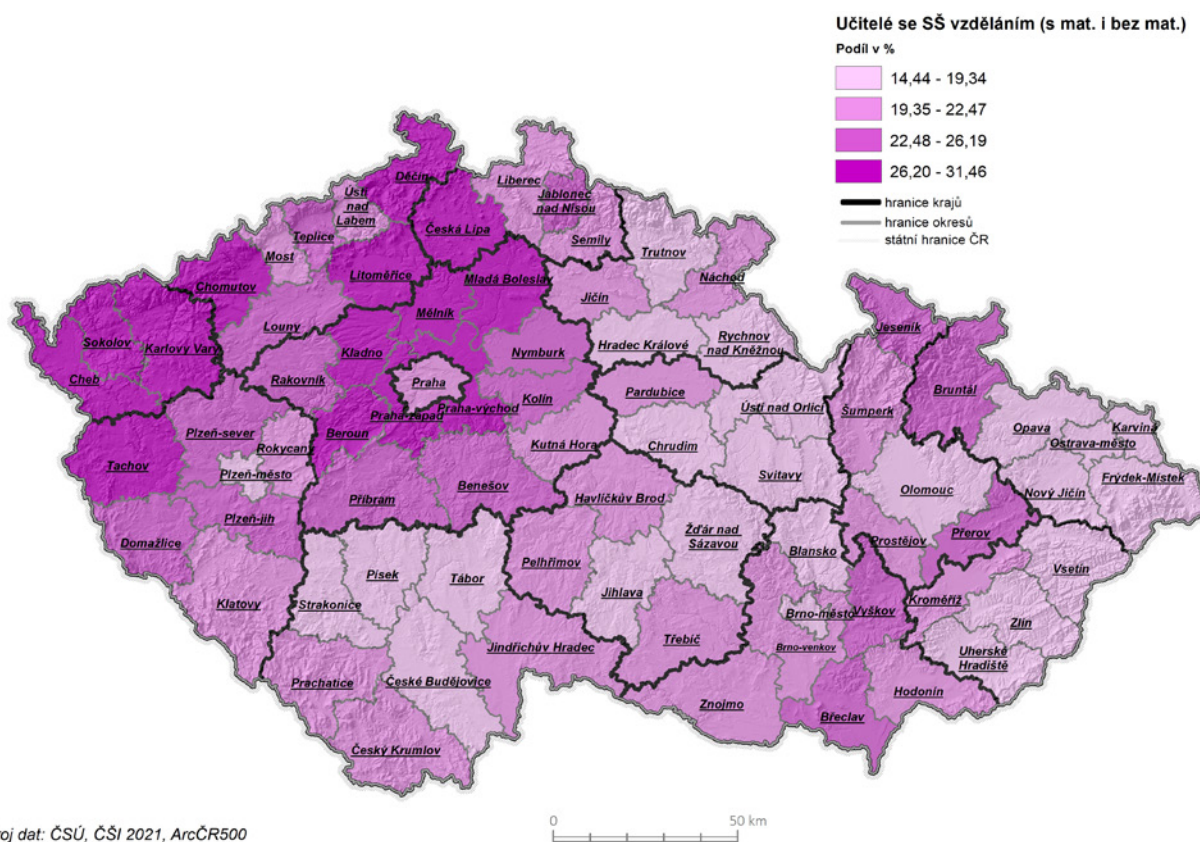 Učitelé se SŠ vzděláním (s mat. i bez mat.)
Podíl v %
14,44 - 19,34
19,35 - 22,47
22,48 - 26,19
26,20 - 31,46
hranice krajů
hranice okresů
státní hranice ČR
Děčín
Liberec
Ústí
nad
Labem
Jablonec
nad Nisou
Česká Lípa
Teplice
Semily
Trutnov
Most
Litoměřice
Mladá Boleslav
Náchod
Chomutov
Jičín
Mělník
Louny
Jeseník
Sokolov
Karlovy Vary
Kladno
Nymburk
Hradec Králové
Rychnov
nad Kněžnou
Cheb
Rakovník
Praha
Bruntál
Kolín
Pardubice
Praha-západ
Praha-východ
Ústí nad Orlicí
Šumperk
Opava
Karviná
Plzeň-sever
Beroun
Ostrava-město
Rokycany
Kutná Hora
Chrudim
Tachov
Plzeň-město
Svitavy
Frýdek-Místek
Benešov
Olomouc
Nový Jičín
Příbram
Havlíčkův Brod
Plzeň-jih
Žďár nad
Sázavou
Přerov
Domažlice
Prostějov
Blansko
Pelhřimov
Vsetín
Písek
Tábor
Klatovy
Jihlava
Strakonice
Kroměříž
Brno-město
Vyškov
Zlín
Třebíč
Jindřichův Hradec
Brno-venkov
Uherské
Hradiště
Prachatice
České Budějovice
Hodonín
Znojmo
Břeclav
Český Krumlov
roj dat: ČSÚ, ČŠI 2021, ArcČR500
0
50 km